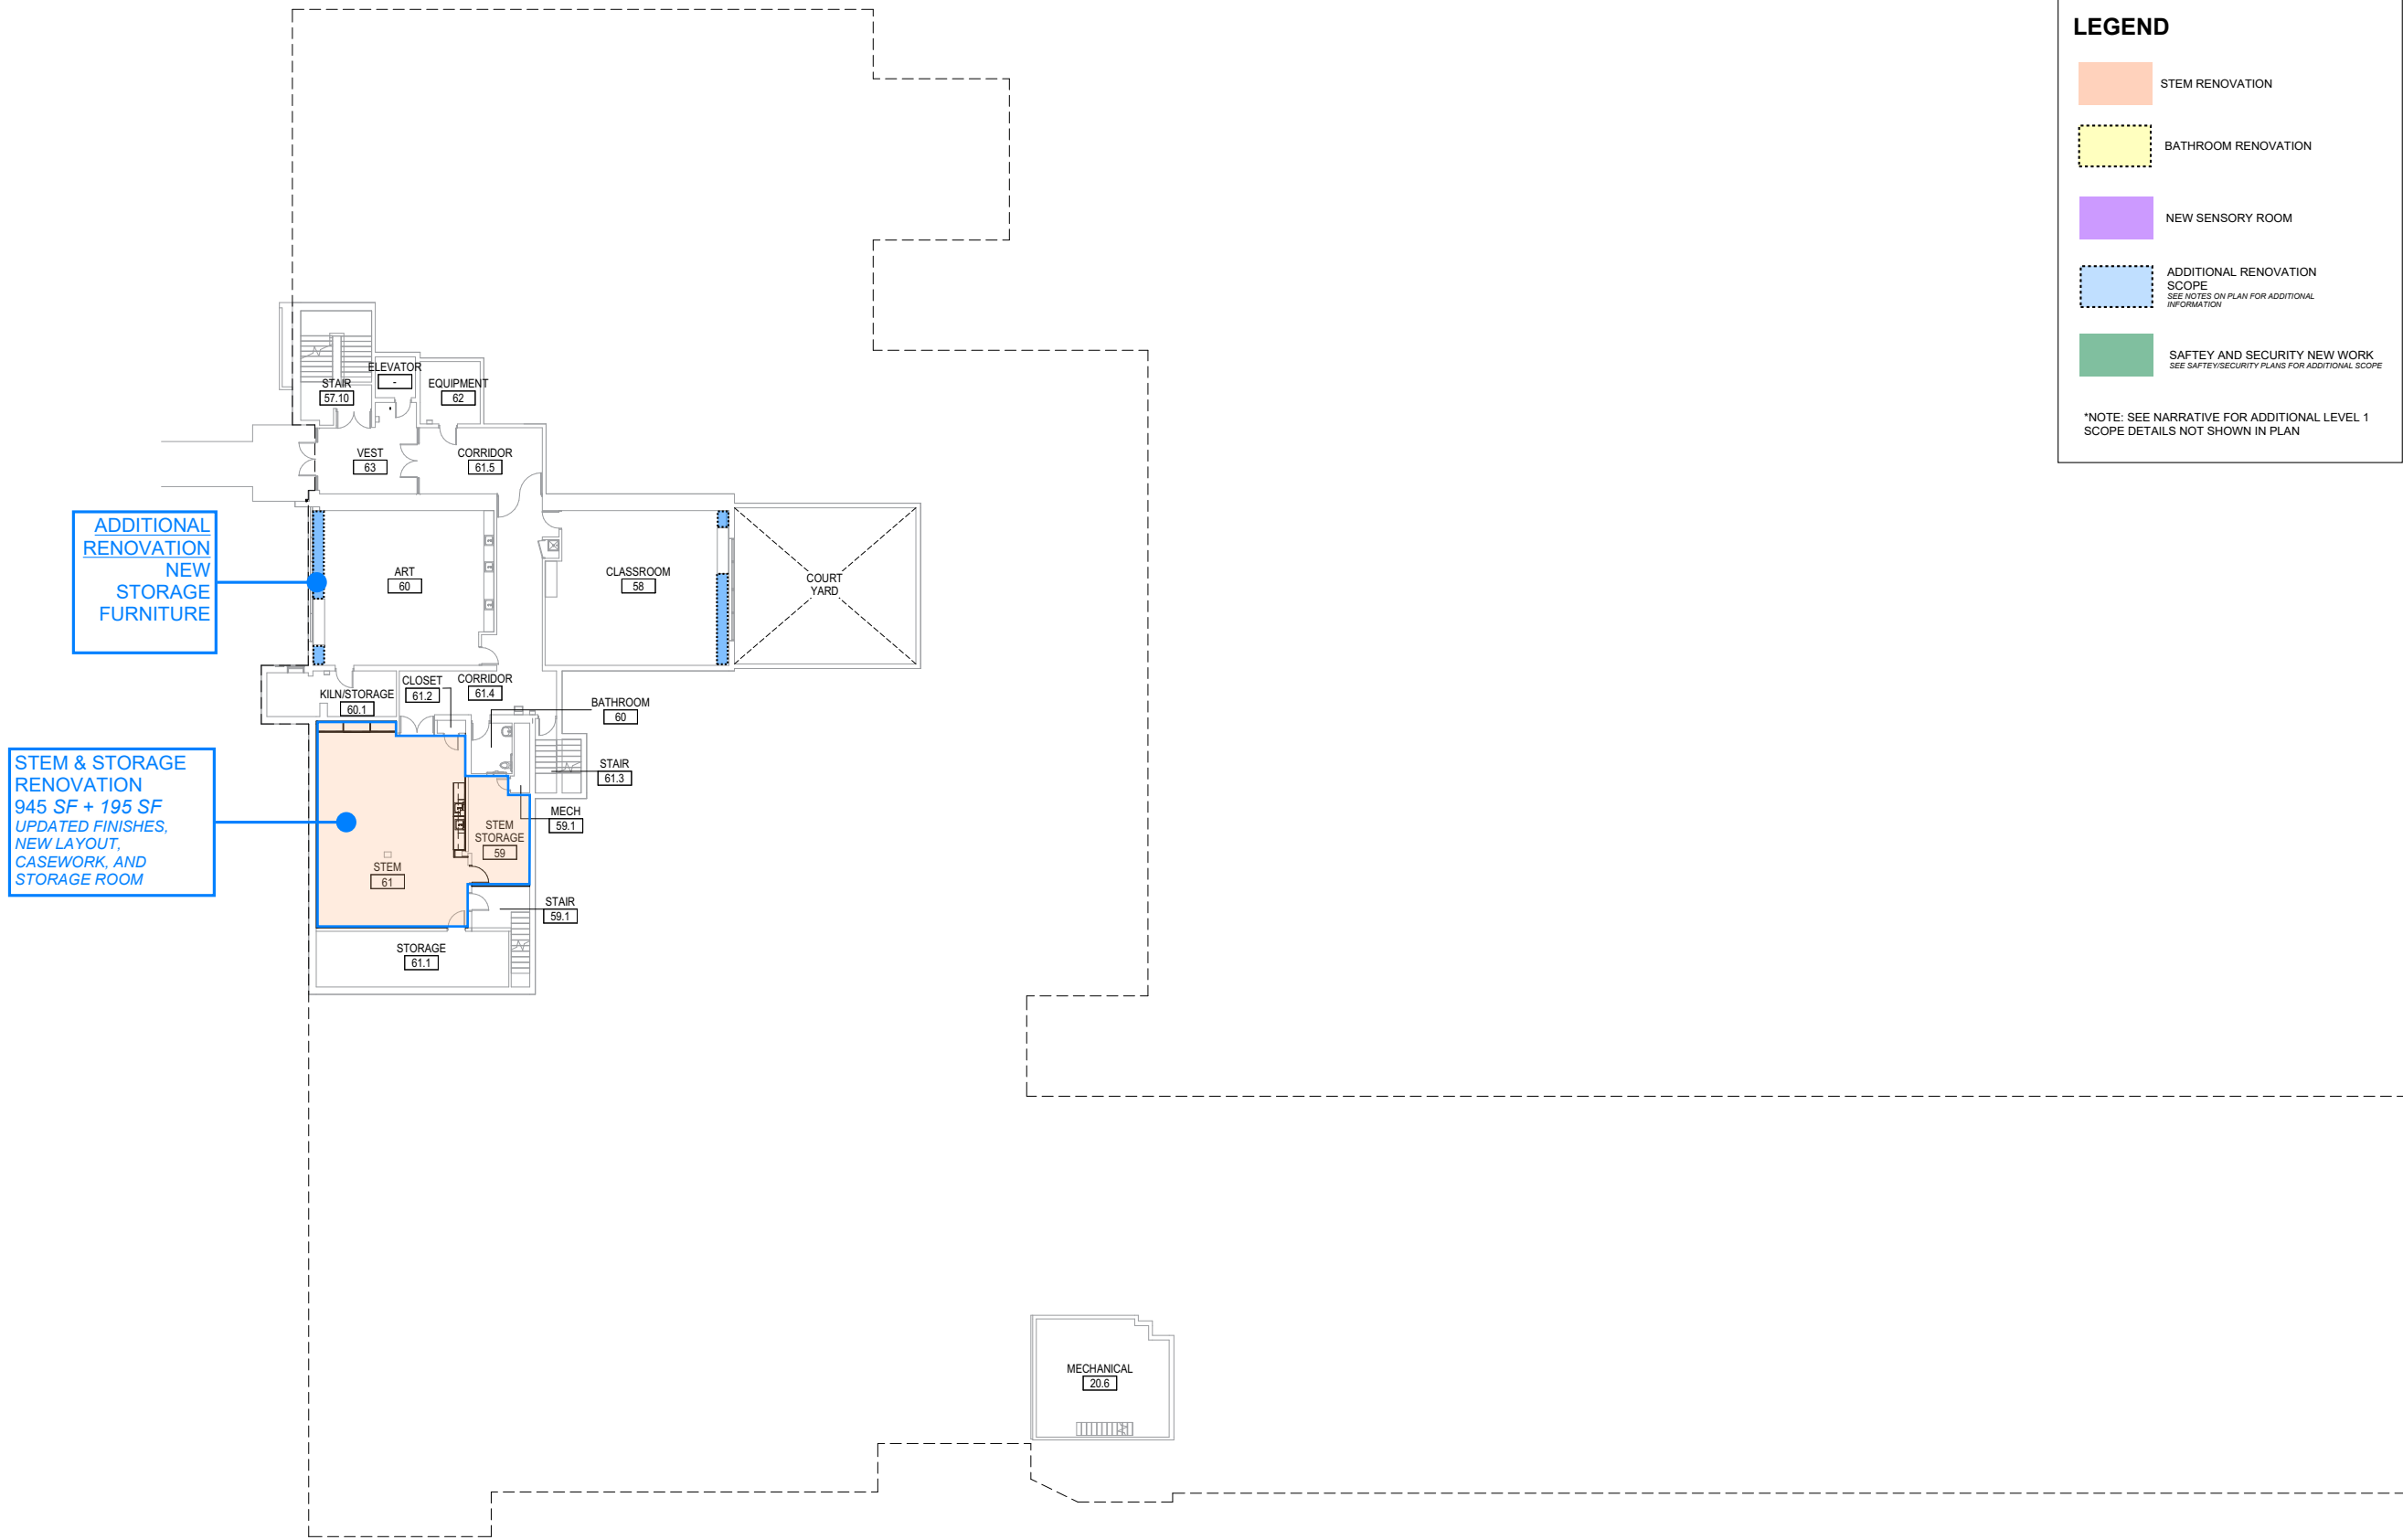 LEGEND
STEM RENOVATION
BATHROOM RENOVATION
NEW SENSORY ROOM
ADDITIONAL RENOVATION
SCOPE
SEE NOTES ON PLAN FOR ADDITIONAL
INFORMATION
SAFTEY AND SECURITY NEW WORK
SEE SAFTEY/SECURITY PLANS FOR ADDITIONAL SCOPE
*NOTE: SEE NARRATIVE FOR ADDITIONAL LEVEL 1
SCOPE DETAILS NOT SHOWN IN PLAN
ELEVATOR
-
STAIR
57.10
EQUIPMENT
62
VEST
63
CORRIDOR
61.5
ADDITIONAL
RENOVATION
NEW
STORAGE
FURNITURE
ART
60
CLASSROOM
58
COURT
YARD
KILN/STORAGE
60.1
CLOSET
61.2
CORRIDOR
61.4
BATHROOM
60
STAIR
61.3
MECH
59.1
STEM & STORAGE
RENOVATION
945 SF + 195 SF
UPDATED FINISHES,
NEW LAYOUT,
CASEWORK, AND
STORAGE ROOM
STEM
STORAGE
59
STEM
61
STAIR
59.1
STORAGE
61.1
MECHANICAL
20.6